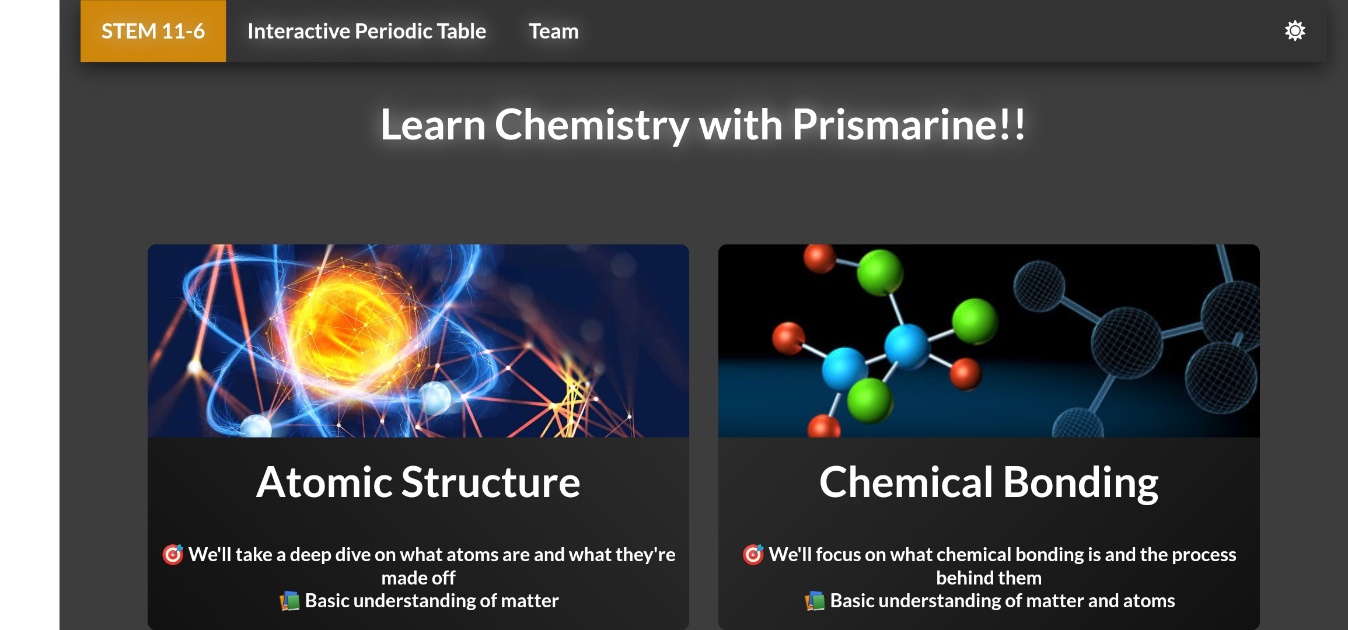 STEM 11-6 Interactive Periodic Table Team
Learn Chemistry with Prismarine!!
Atomic Structure
🎯 We'll take a deep dive on what atoms are and what they're
made off
📚 Basic understanding of matter
Chemical Bonding
🎯 We'll focus on what chemical bonding is and the process
behind them
📚 Basic understanding of matter and atoms